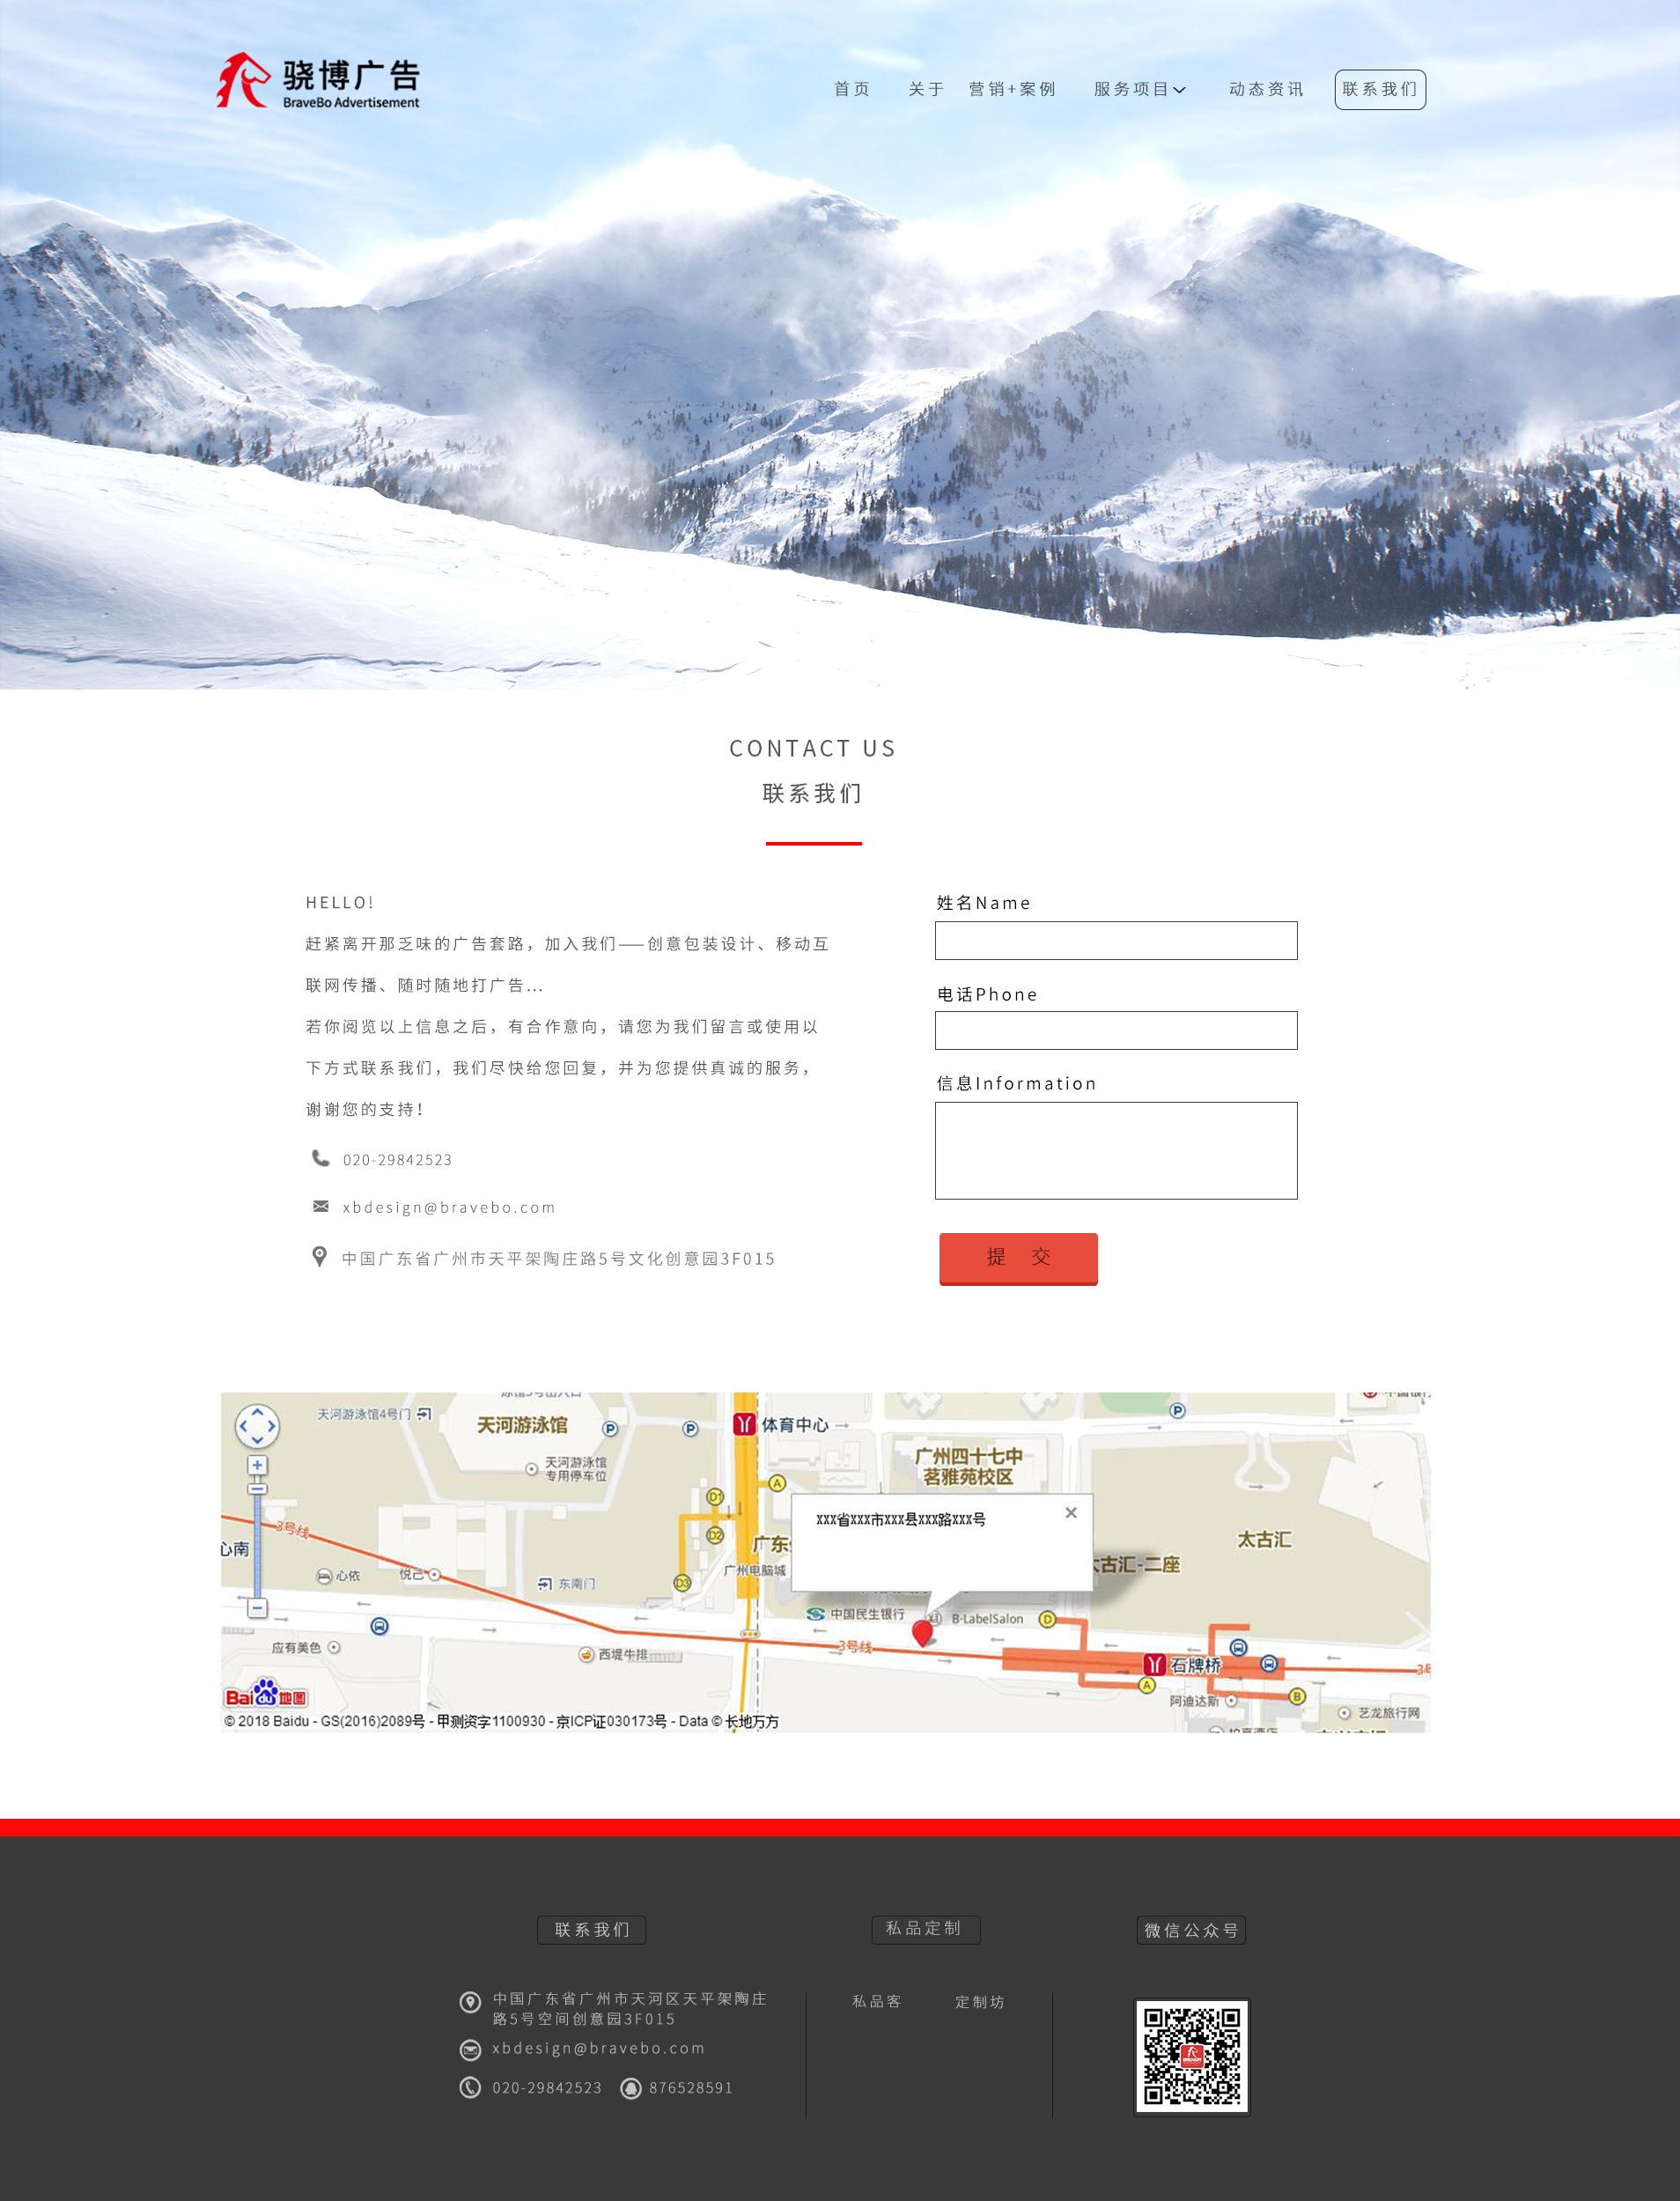 骁博广告
BraveBo Advertisement
首页 关于 营销+案例 服务项目 动态资讯 联系我们
CONTACT US
联系我们
HELLO!
赶紧离开那乏味的广告套路，加入我们——创意包装设计、移动互
联网传播、随时随地打广告...
若你阅览以上信息之后，有合作意向，请您为我们留言或使用以
下方式联系我们，我们尽快给您回复，并为您提供真诚的服务，
谢谢您的支持！
020-29842523
xbdesign@bravebo.com
中国广东省广州市天平架陶庄路5号文化创意园3F015
姓名Name
电话Phone
信息Information
提 交
天河游泳馆4号门
天河游泳馆
P
P
体育中心
P
天河游泳馆
专用停车位
广州四十七中
茗雅苑校区
A
D1
D2
D3
xxx省xxx市xxx县xxx路xxx号
3号线
心南
广东
太古汇
太古汇-二座
广州电脑城
心依
悦己
东南门
中国民生银行
B-LabelSalon
D
应有美色
西堤牛排
3号线
石牌桥
A
B
阿迪达斯
艺龙旅行网
Bai du 地图
© 2018 Baidu - GS(2016)2089号 - 甲测资字1100930 - 京ICP证030173号 - Data © 长地万方
联系我们
私品定制
微信公众号
中国广东省广州市天河区天平架陶庄
路5号空间创意园3F015
xbdesign@bravebo.com
020-29842523 876528591
私品客 定制坊